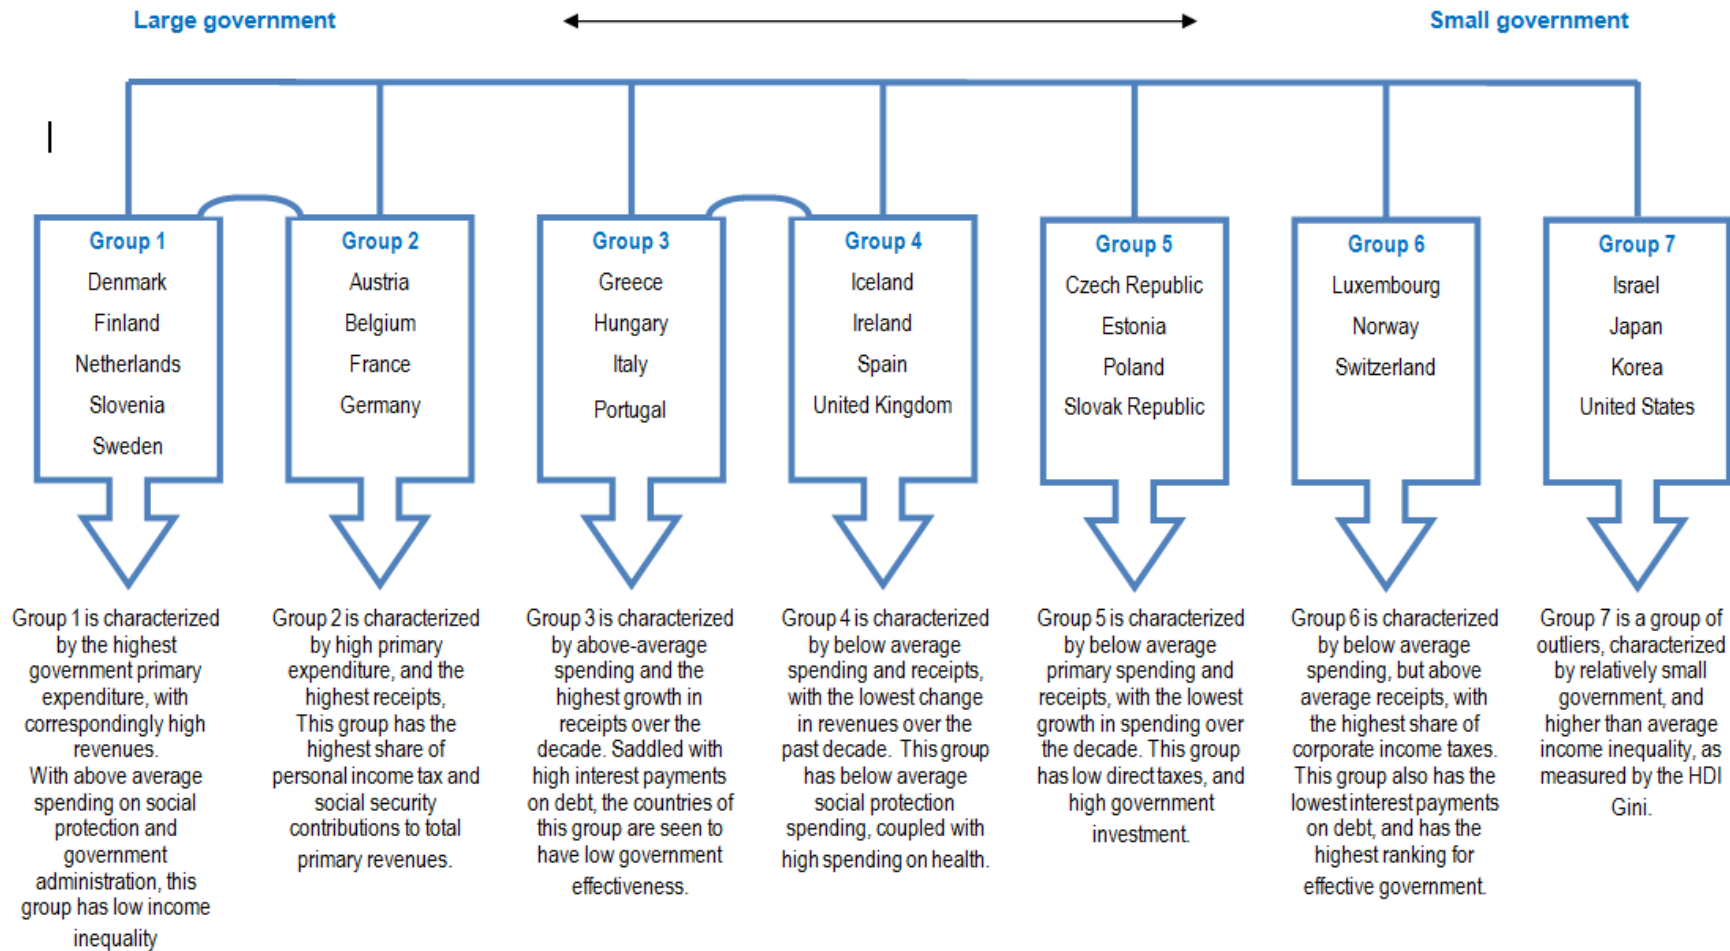 Large government
Small government
Group 1
Denmark
Finland
Netherlands
Slovenia
Sweden
Group 2
Austria
Belgium
France
Germany
Group 3
Greece
Hungary
Italy
Portugal
Group 4
Iceland
Ireland
Spain
United Kingdom
Group 5
Czech Republic
Estonia
Poland
Slovak Republic
Group 6
Luxembourg
Norway
Switzerland
Group 7
Israel
Japan
Korea
United States
Group 1 is characterized
by the highest
government primary
expenditure, with
correspondingly high
revenues.
With above average
spending on social
protection and
government
administration, this
group has low income
inequality
Group 2 is characterized
by high primary
expenditure, and the
highest receipts,
This group has the
highest share of
personal income tax and
social security
contributions to total
primary revenues.
Group 3 is characterized
by above-average
spending and the
highest growth in
receipts over the
decade. Saddled with
high interest payments
on debt, the countries of
this group are seen to
have low government
effectiveness.
Group 4 is characterized
by below average
spending and receipts,
with the lowest change
in revenues over the
past decade. This group
has below average
social protection
spending, coupled with
high spending on health.
Group 5 is characterized
by below average
primary spending and
receipts, with the lowest
growth in spending over
the decade. This group
has low direct taxes, and
high government
investment.
Group 6 is characterized
by below average
spending, but above
average receipts, with
the highest share of
corporate income taxes.
This group also has the
lowest interest payments
on debt, and has the
highest ranking for
effective government.
Group 7 is a group of
outliers, characterized
by relatively small
government, and
higher than average
income inequality, as
measured by the HDI
Gini.